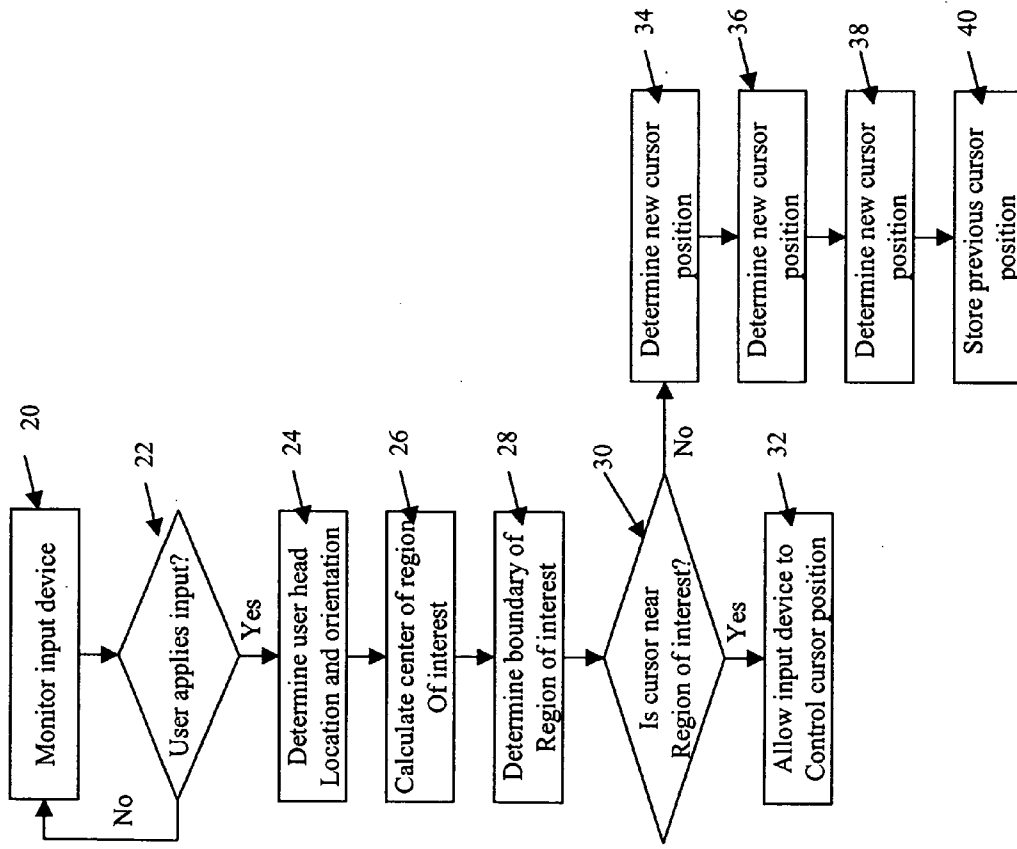 20
Monitor input device
22
User applies input?
No
Yes
24
Determine user head
Location and orientation
26
Calculate center of region
Of interest
28
Determine boundary of
Region of interest
30
Is cursor near
Region of interest?
No
Yes
32
Allow input device to
Control cursor position
34
Determine new cursor
position
36
Determine new cursor
position
38
Determine new cursor
position
40
Store previous cursor
position